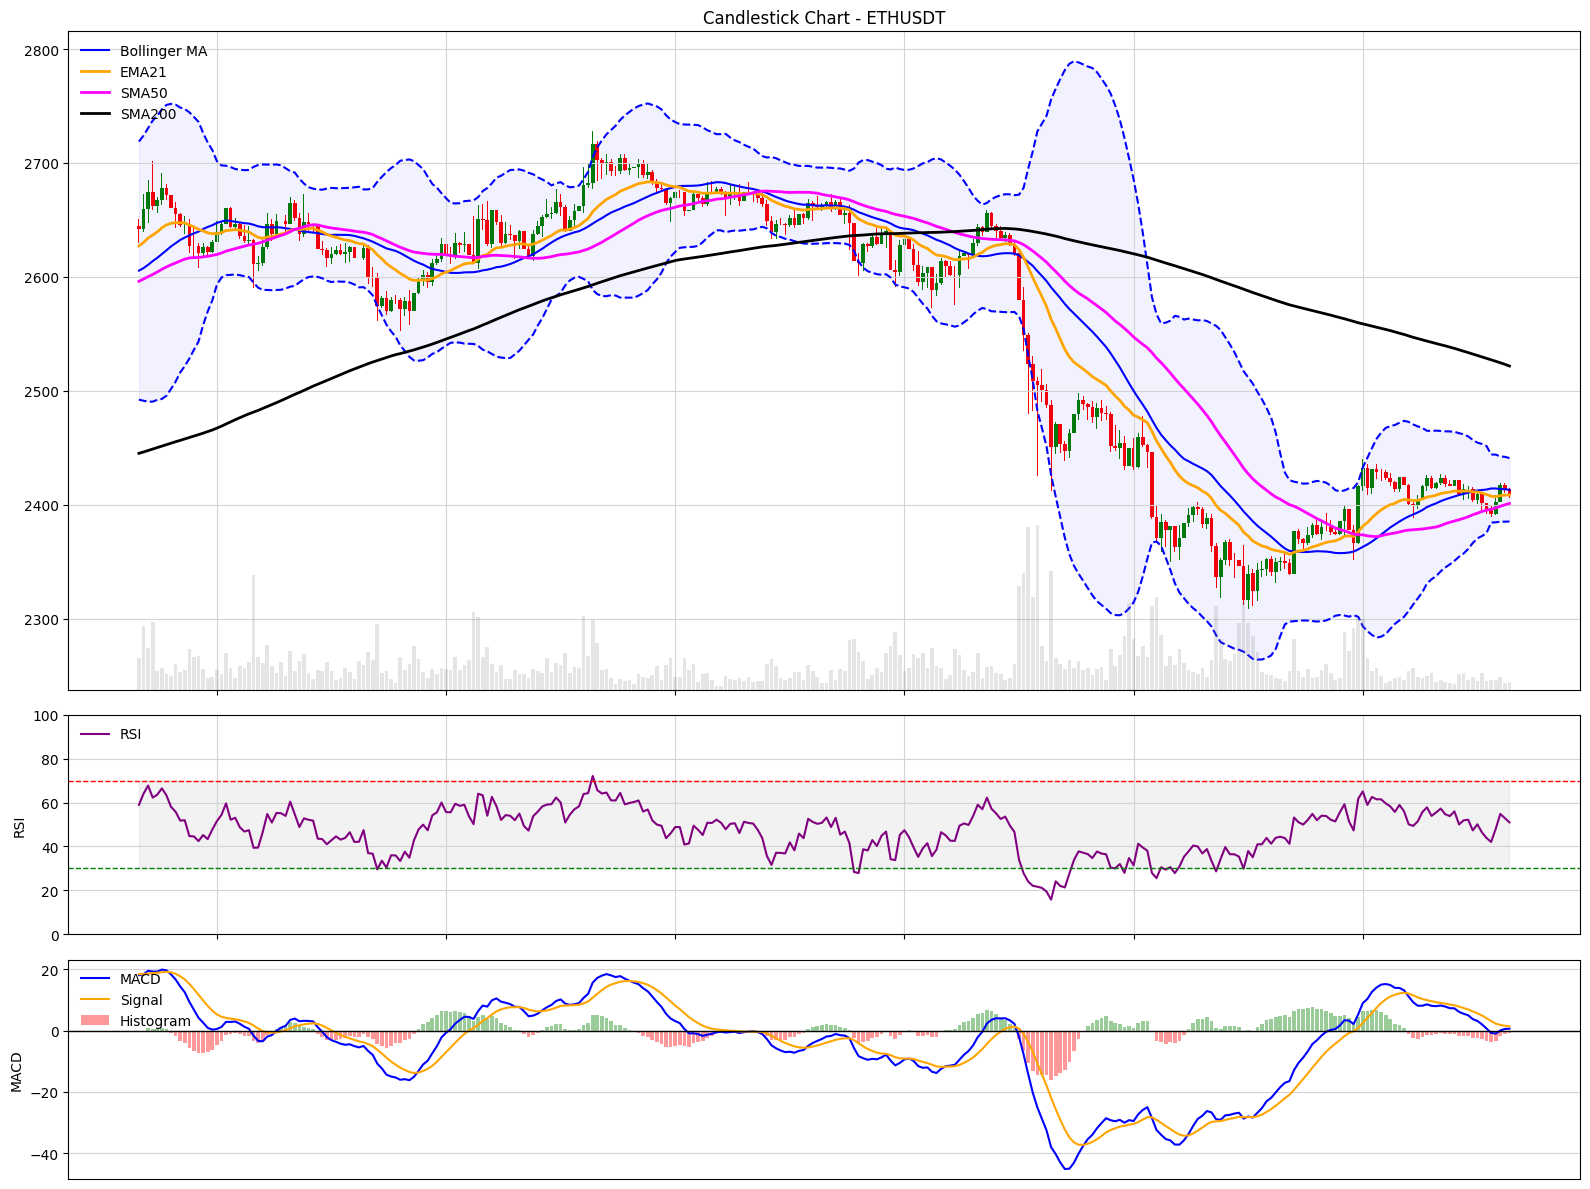 Candlestick Chart - ETHUSDT
2800
2700
2600
2500
2400
2300
Bollinger MA
EMA21
SMA50
SMA200
100
80
60
40
20
0
RSI
RSI
20
0
−20
−40
MACD
MACD
Signal
Histogram